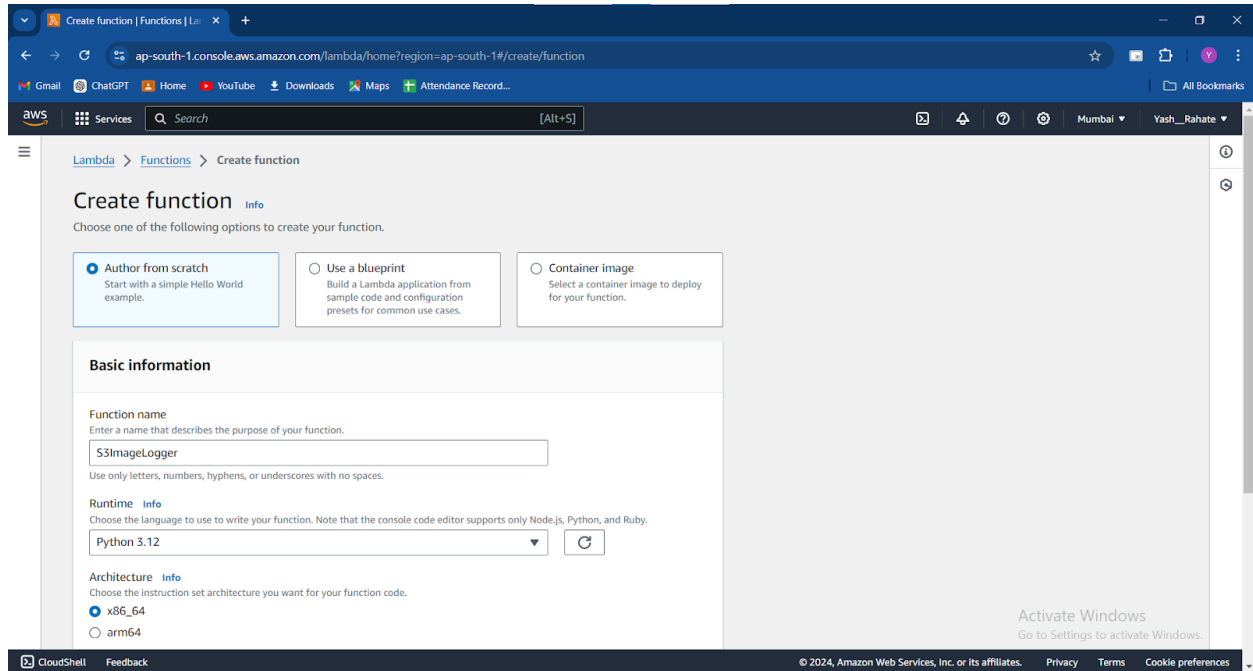 Create function | Functions | La
ap-south-1.console.aws.amazon.com/lambda/home?region=ap-south-1#/create/function
Y
Gmail ChatGPT Home YouTube Downloads Maps Attendance Record... All Bookmarks
aws Services Search [Alt+S] Mumbai Yash__Rahate
Lambda > Functions > Create function
Create function Info
Choose one of the following options to create your function.
Author from scratch
Start with a simple Hello World
example.
Use a blueprint
Build a Lambda application from
sample code and configuration
presets for common use cases.
Container image
Select a container image to deploy
for your function.
Basic information
Function name
Enter a name that describes the purpose of your function.
S3ImageLogger
Use only letters, numbers, hyphens, or underscores with no spaces.
Runtime Info
Choose the language to use to write your function. Note that the console code editor supports only Node.js, Python, and Ruby.
Python 3.12
Architecture Info
Choose the instruction set architecture you want for your function code.
x86_64
arm64
Activate Windows
Go to Settings to activate Windows.
CloudShell Feedback © 2024, Amazon Web Services, Inc. or its affiliates. Privacy Terms Cookie preferences